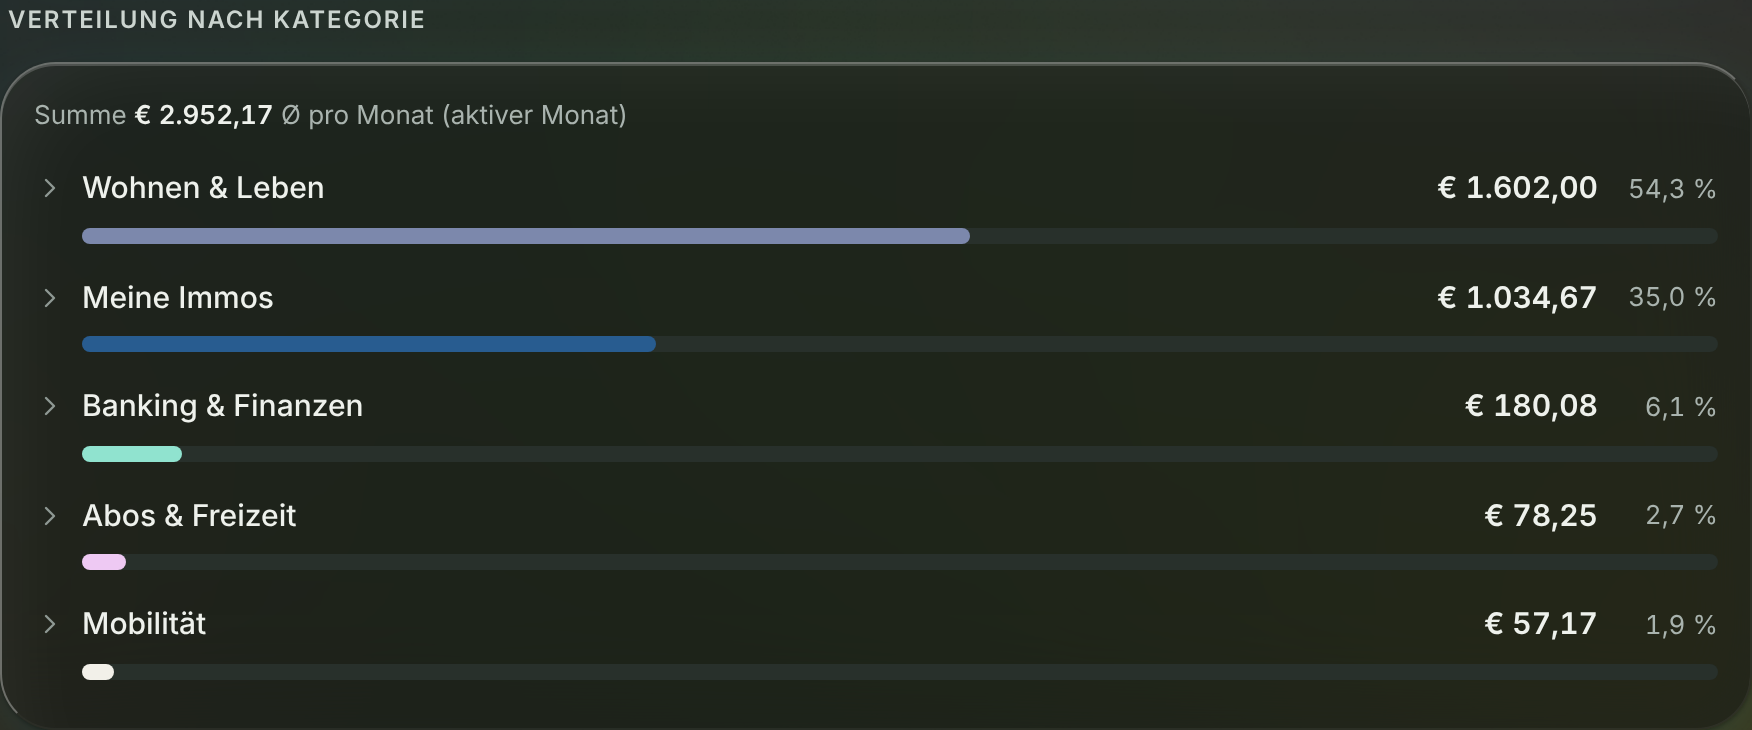 VERTEILUNG NACH KATEGORIE
Summe € 2.952,17 Ø pro Monat (aktiver Monat)
Wohnen & Leben € 1.602,00 54,3 %
Meine Immos € 1.034,67 35,0 %
Banking & Finanzen € 180,08 6,1 %
Abos & Freizeit € 78,25 2,7 %
Mobilität € 57,17 1,9 %